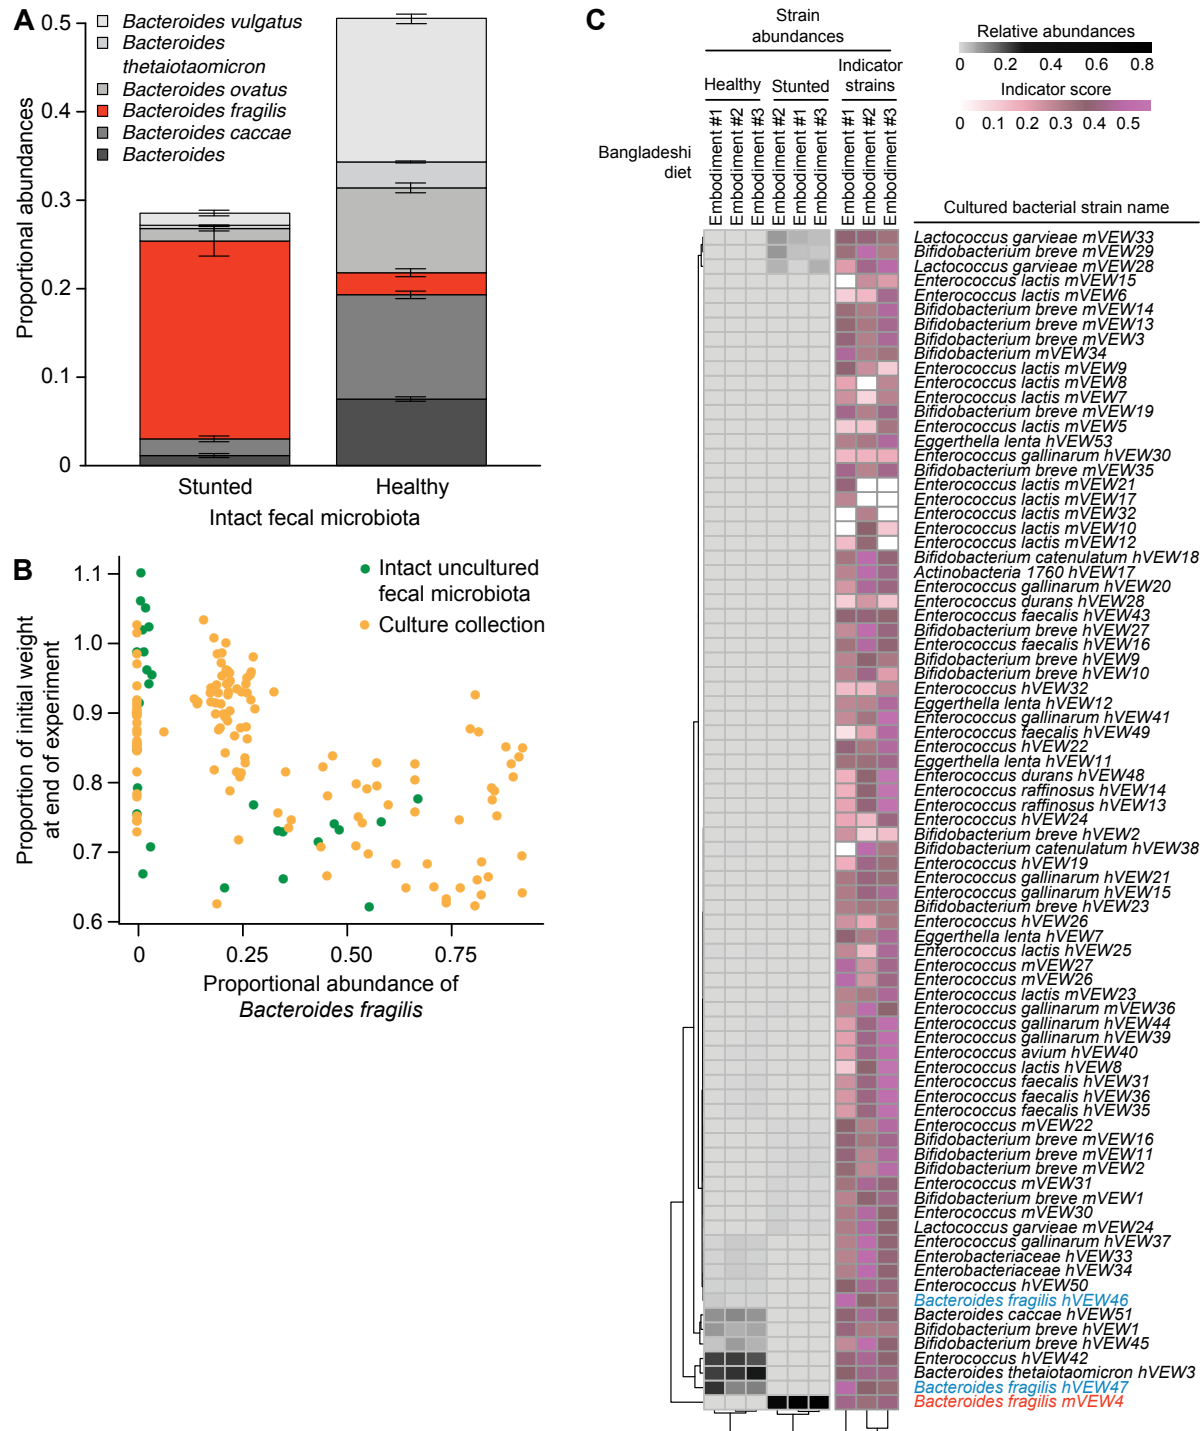 A
Bacteroides vulgatus
Bacteroides
thetaiotaomicron
Bacteroides ovatus
Bacteroides fragilis
Bacteroides caccae
Bacteroides
0.5
0.4
0.3
0.2
0.1
0
Proportional abundances
Stunted
Healthy
Intact fecal microbiota
B
Intact uncultured
fecal microbiota
Culture collection
1.1
1.0
0.9
0.8
0.7
0.6
Proportion of initial weight
at end of experiment
0
0.25
0.50
0.75
Proportional abundance of
Bacteroides fragilis
C
Strain
abundances
Healthy
Stunted
Indicator
strains
Relative abundances
0 0.2 0.4 0.6 0.8
Indicator score
0 0.1 0.2 0.3 0.4 0.5
Bangladeshi
diet
Embodiment #1
Embodiment #2
Embodiment #3
Embodiment #2
Embodiment #1
Embodiment #3
Embodiment #1
Embodiment #2
Embodiment #3
Cultured bacterial strain name
Lactococcus garvieae mVEW33
Bifidobacterium breve mVEW29
Lactococcus garvieae mVEW28
Enterococcus lactis mVEW15
Enterococcus lactis mVEW6
Bifidobacterium breve mVEW14
Bifidobacterium breve mVEW13
Bifidobacterium breve mVEW3
Bifidobacterium mVEW34
Enterococcus lactis mVEW9
Enterococcus lactis mVEW8
Enterococcus lactis mVEW7
Bifidobacterium breve mVEW19
Enterococcus lactis mVEW5
Eggerthella lenta hVEW53
Enterococcus gallinarum hVEW30
Bifidobacterium breve mVEW35
Enterococcus lactis mVEW21
Enterococcus lactis mVEW17
Enterococcus lactis mVEW32
Enterococcus lactis mVEW10
Enterococcus lactis mVEW12
Bifidobacterium catenulatum hVEW18
Actinobacteria 1760 hVEW17
Enterococcus gallinarum hVEW20
Enterococcus durans hVEW28
Enterococcus faecalis hVEW43
Bifidobacterium breve hVEW27
Enterococcus faecalis hVEW16
Bifidobacterium breve hVEW9
Bifidobacterium breve hVEW10
Enterococcus hVEW32
Eggerthella lenta hVEW12
Enterococcus gallinarum hVEW41
Enterococcus faecalis hVEW49
Enterococcus hVEW22
Eggerthella lenta hVEW11
Enterococcus durans hVEW48
Enterococcus raffinosus hVEW14
Enterococcus raffinosus hVEW13
Enterococcus hVEW24
Bifidobacterium breve hVEW2
Bifidobacterium catenulatum hVEW38
Enterococcus hVEW19
Enterococcus gallinarum hVEW21
Enterococcus gallinarum hVEW15
Bifidobacterium breve hVEW23
Enterococcus hVEW26
Eggerthella lenta hVEW7
Enterococcus lactis hVEW25
Enterococcus mVEW27
Enterococcus mVEW26
Enterococcus lactis mVEW23
Enterococcus gallinarum mVEW36
Enterococcus gallinarum hVEW44
Enterococcus gallinarum hVEW39
Enterococcus avium hVEW40
Enterococcus lactis hVEW8
Enterococcus faecalis hVEW31
Enterococcus faecalis hVEW36
Enterococcus faecalis hVEW35
Enterococcus mVEW22
Bifidobacterium breve mVEW16
Bifidobacterium breve mVEW11
Bifidobacterium breve mVEW2
Enterococcus mVEW31
Bifidobacterium breve mVEW1
Enterococcus mVEW30
Lactococcus garvieae mVEW24
Enterococcus gallinarum hVEW37
Enterobacteriaceae hVEW33
Enterobacteriaceae hVEW34
Enterococcus hVEW50
Bacteroides fragilis hVEW46
Bacteroides caccae hVEW51
Bifidobacterium breve hVEW1
Bifidobacterium breve hVEW45
Enterococcus hVEW42
Bacteroides thetaiotaomicron hVEW3
Bacteroides fragilis hVEW47
Bacteroides fragilis mVEW4